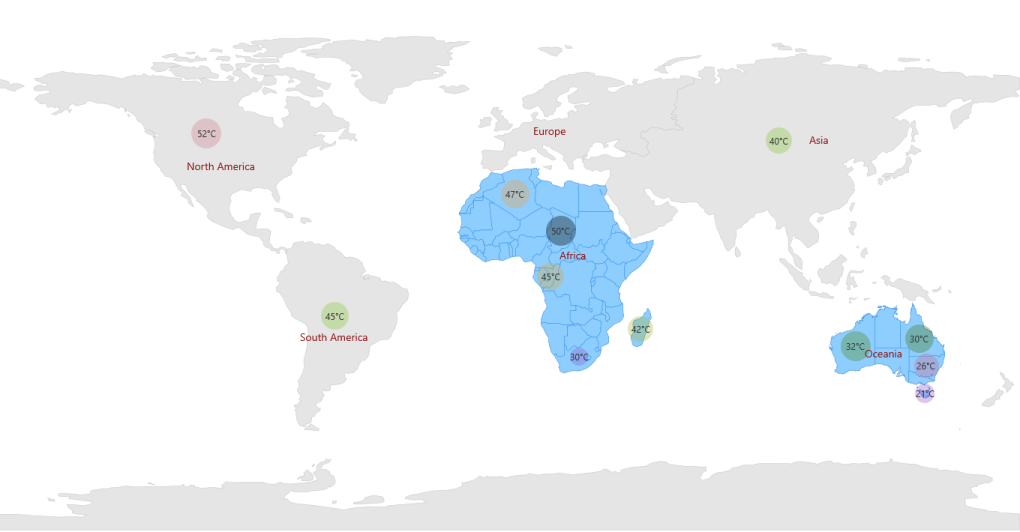 52°C
North America
Europe
40°C
Asia
47°C
50°C
Africa
45°C
45°C
South America
42°C
30°C
32°C
30°C
Oceania
26°C
21°C